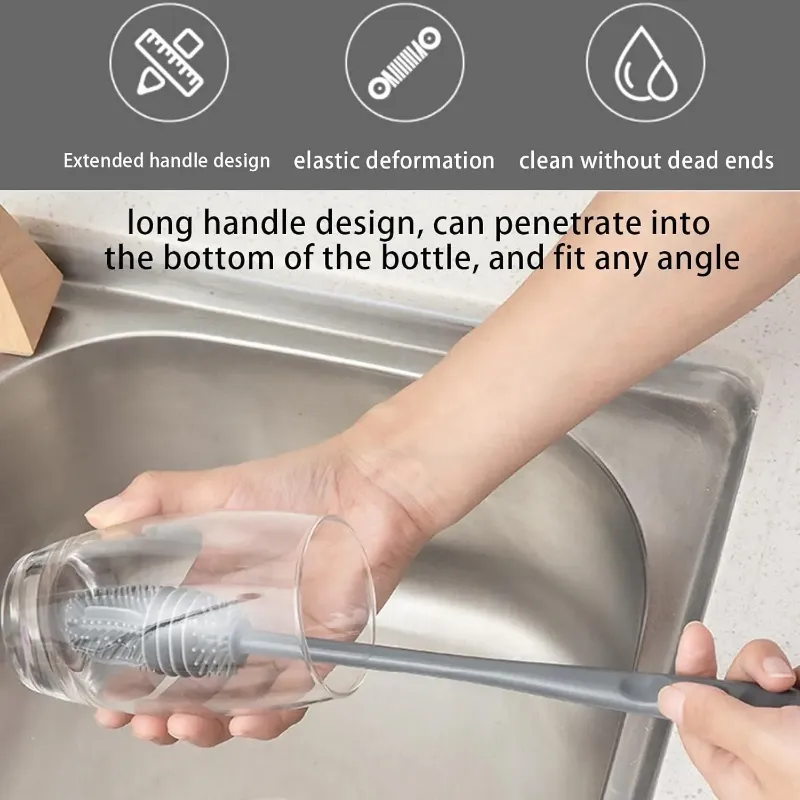 Extended handle design
elastic deformation
clean without dead ends
long handle design, can penetrate into
the bottom of the bottle, and fit any angle